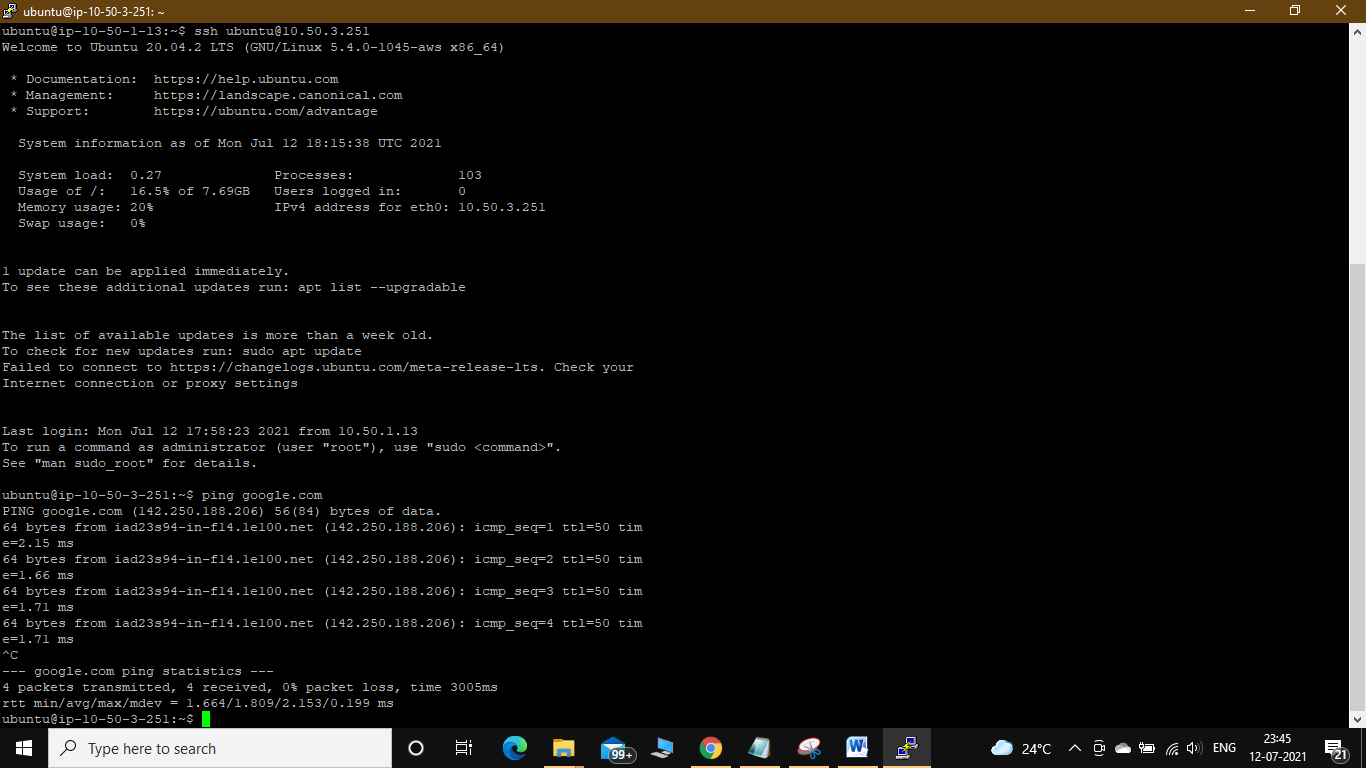 ubuntu@ip-10-50-3-251: ~
ubuntu@ip-10-50-1-13:~$ ssh ubuntu@10.50.3.251
Welcome to Ubuntu 20.04.2 LTS (GNU/Linux 5.4.0-1045-aws x86_64)
* Documentation:  https://help.ubuntu.com
* Management:     https://landscape.canonical.com
* Support:        https://ubuntu.com/advantage
System information as of Mon Jul 12 18:15:38 UTC 2021
System load:  0.27              Processes:             103
Usage of /:   16.5% of 7.69GB   Users logged in:       0
Memory usage: 20%               IPv4 address for eth0: 10.50.3.251
Swap usage:   0%
1 update can be applied immediately.
To see these additional updates run: apt list --upgradable
The list of available updates is more than a week old.
To check for new updates run: sudo apt update
Failed to connect to https://changelogs.ubuntu.com/meta-release-lts. Check your
Internet connection or proxy settings
Last login: Mon Jul 12 17:58:23 2021 from 10.50.1.13
To run a command as administrator (user "root"), use "sudo <command>".
See "man sudo_root" for details.
ubuntu@ip-10-50-3-251:~$ ping google.com
PING google.com (142.250.188.206) 56(84) bytes of data.
64 bytes from iad23s94-in-f14.1e100.net (142.250.188.206): icmp_seq=1 ttl=50 tim
e=2.15 ms
64 bytes from iad23s94-in-f14.1e100.net (142.250.188.206): icmp_seq=2 ttl=50 tim
e=1.66 ms
64 bytes from iad23s94-in-f14.1e100.net (142.250.188.206): icmp_seq=3 ttl=50 tim
e=1.71 ms
64 bytes from iad23s94-in-f14.1e100.net (142.250.188.206): icmp_seq=4 ttl=50 tim
e=1.71 ms
^C
--- google.com ping statistics ---
4 packets transmitted, 4 received, 0% packet loss, time 3005ms
rtt min/avg/max/mdev = 1.664/1.809/2.153/0.199 ms
ubuntu@ip-10-50-3-251:~$
Type here to search
99+
24°C
ENG
23:45
12-07-2021
21